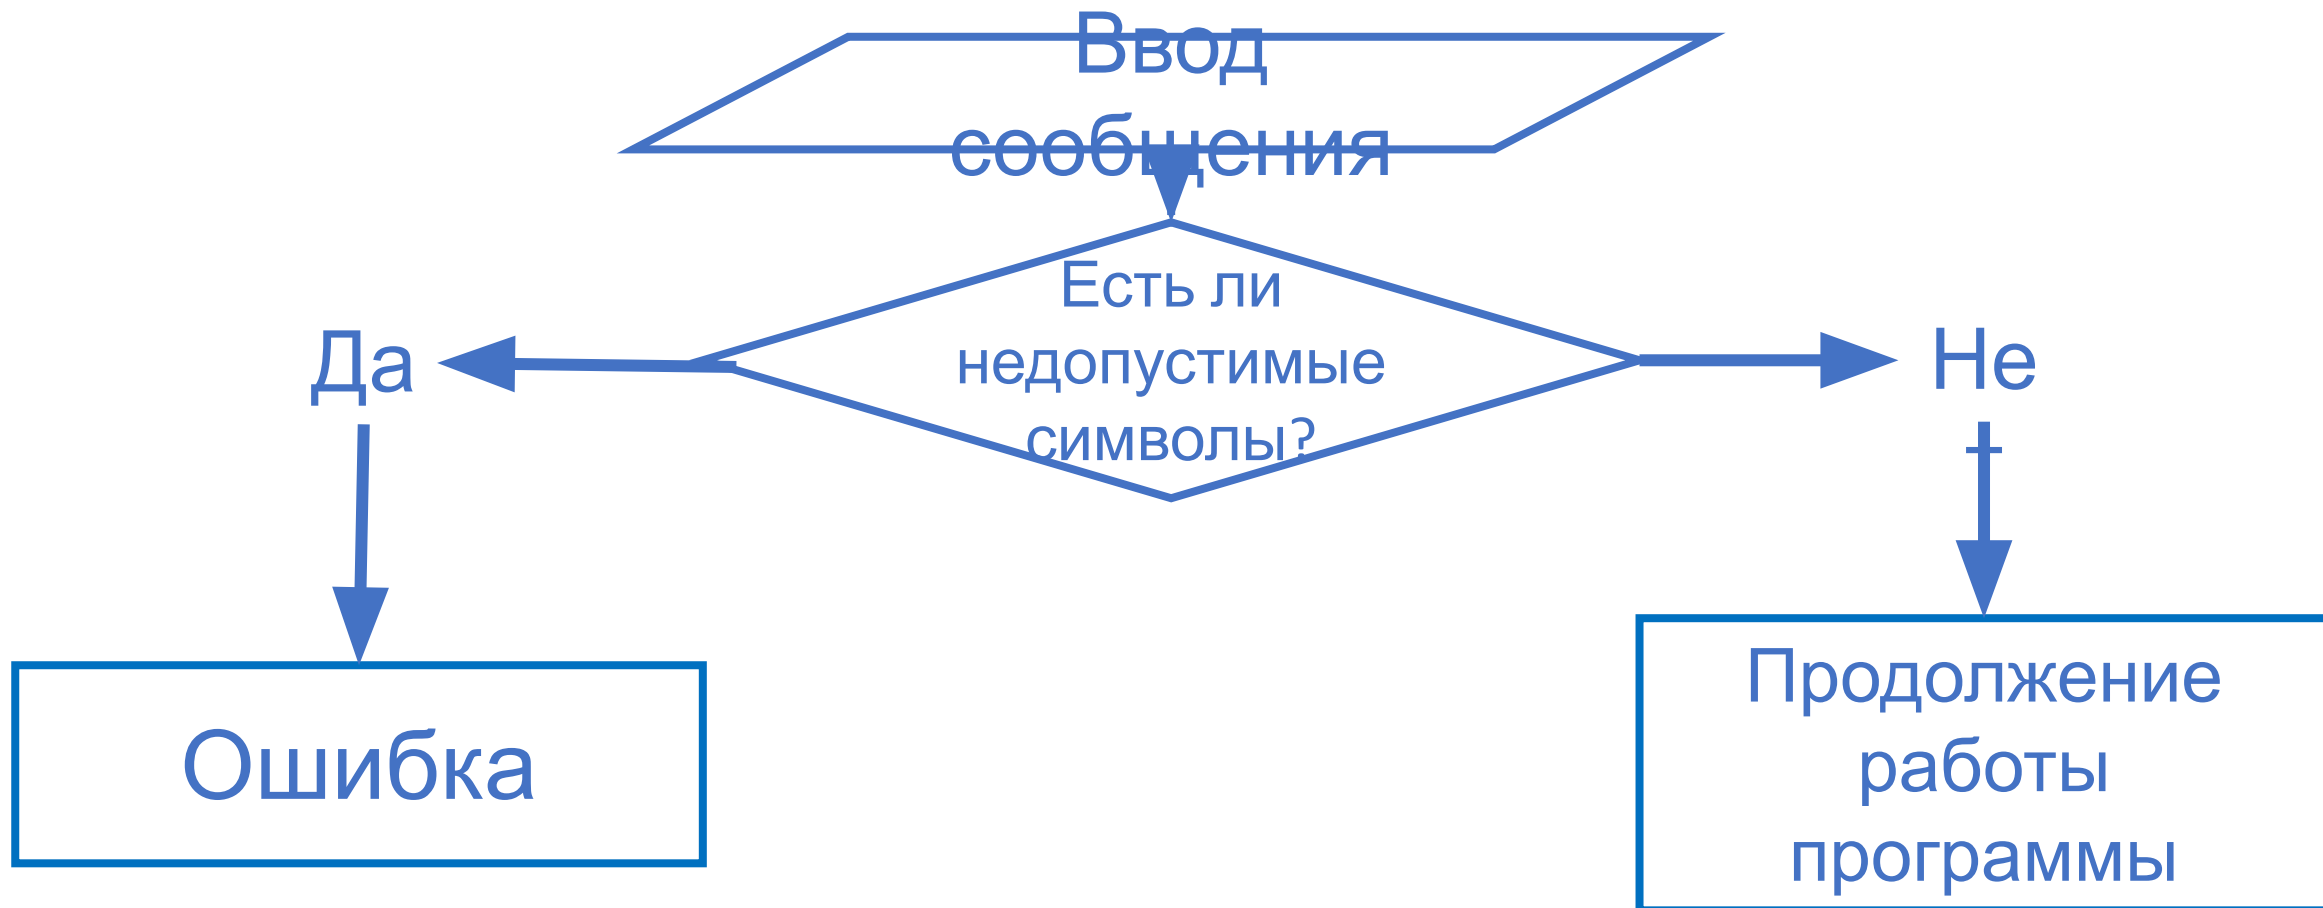 Ввод
сообщения
Есть ли
недопустимые
символы?
Да
Не
т
Ошибка
Продолжение
работы
программы